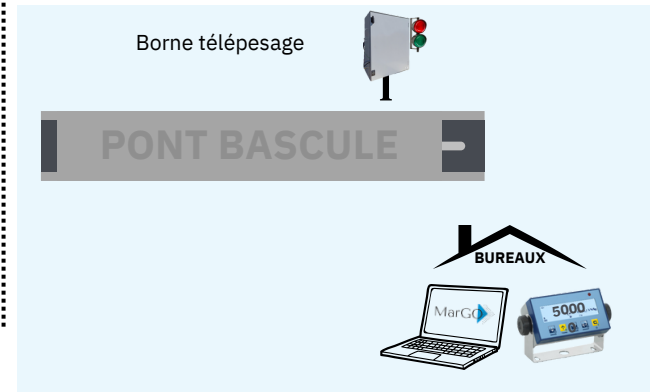 Borne télépesage
PONT BASCULE
BUREAUX
MarGO
5000